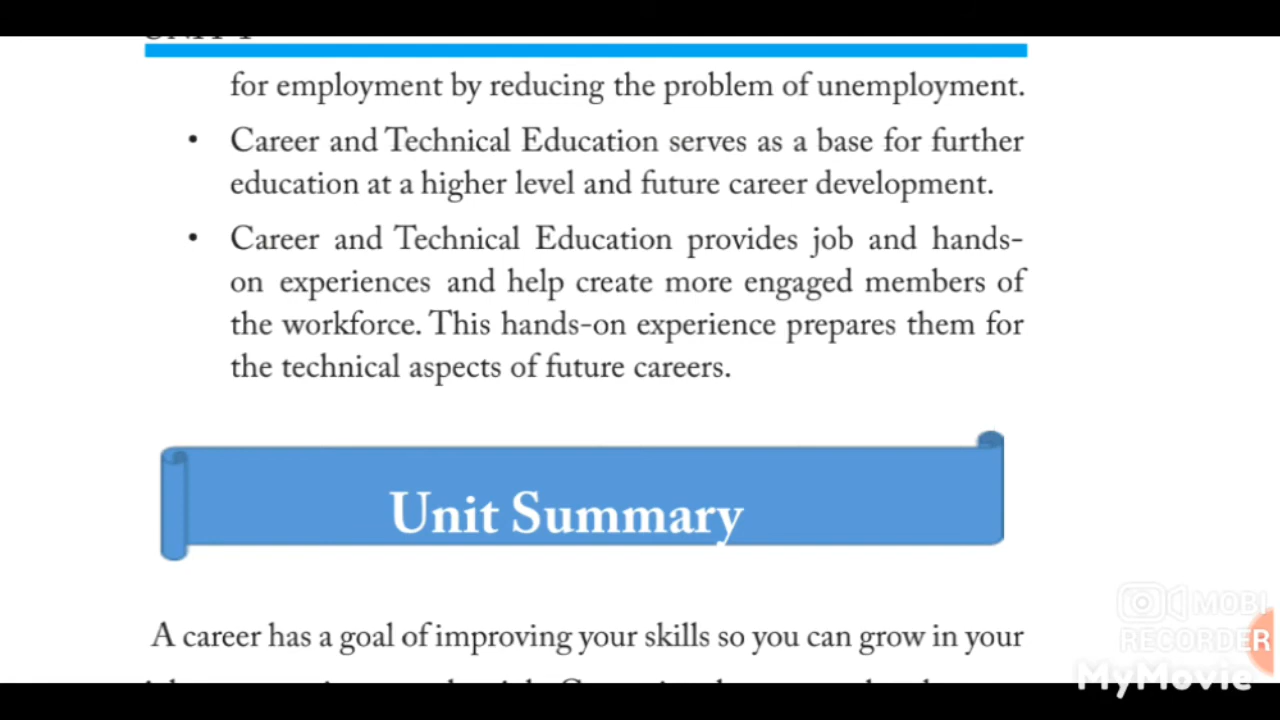 for employment by reducing the problem of unemployment.
• Career and Technical Education serves as a base for further
education at a higher level and future career development.
• Career and Technical Education provides job and hands-
on experiences and help create more engaged members of
the workforce. This hands-on experience prepares them for
the technical aspects of future careers.
Unit Summary
A career has a goal of improving your skills so you can grow in your
MOBI
RECORDER
MyMovie